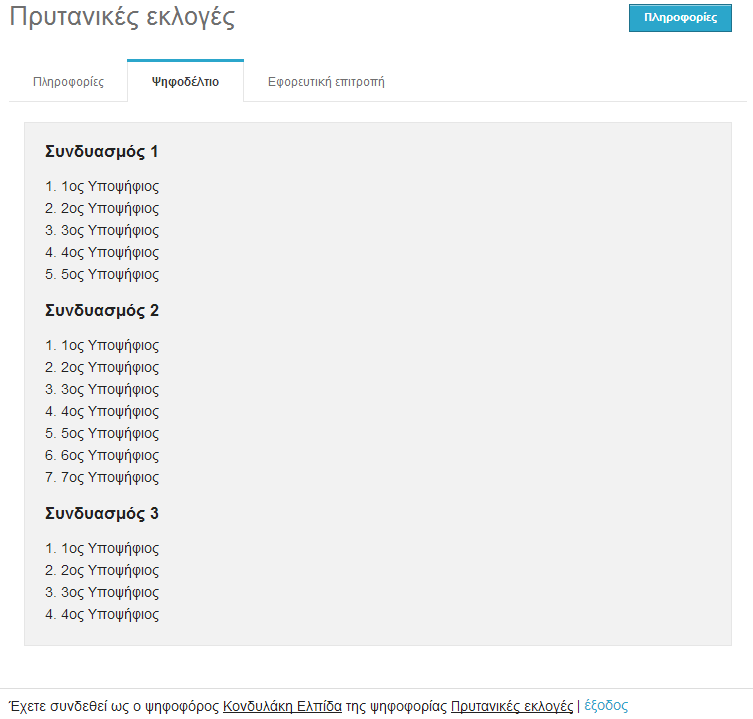 Πρυτανικές εκλογές
Πληροφορίες
Πληροφορίες
Ψηφοδέλτιο
Εφορευτική επιτροπή
Συνδυασμός 1
1. 1ος Υποψήφιος
2. 2ος Υποψήφιος
3. 3ος Υποψήφιος
4. 4ος Υποψήφιος
5. 5ος Υποψήφιος
Συνδυασμός 2
1. 1ος Υποψήφιος
2. 2ος Υποψήφιος
3. 3ος Υποψήφιος
4. 4ος Υποψήφιος
5. 5ος Υποψήφιος
6. 6ος Υποψήφιος
7. 7ος Υποψήφιος
Συνδυασμός 3
1. 1ος Υποψήφιος
2. 2ος Υποψήφιος
3. 3ος Υποψήφιος
4. 4ος Υποψήφιος
Έχετε συνδεθεί ως ο ψηφοφόρος Κονδυλάκη Ελπίδα της ψηφοφορίας Πρυτανικές εκλογές | έξοδος